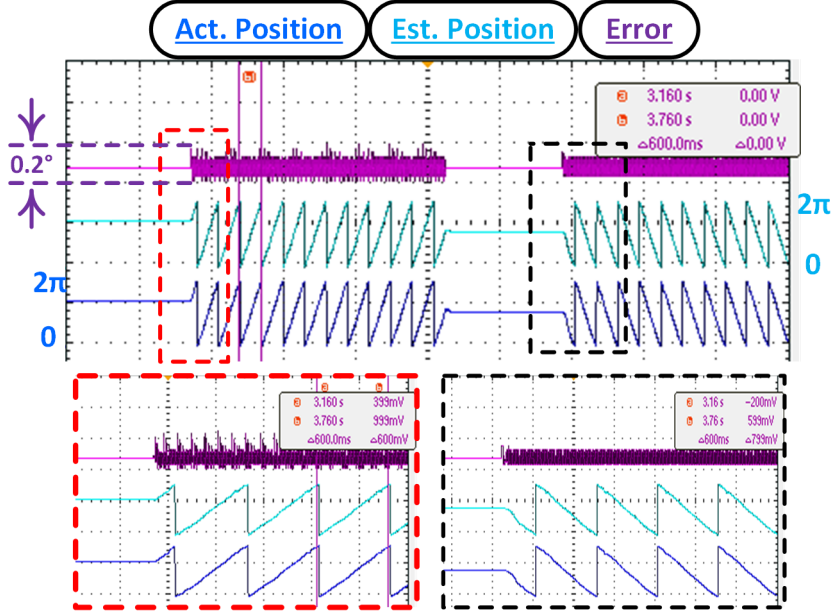 Act. Position Est. Position Error
b
a 3.160 s 0.00 V
b 3.760 s 0.00 V
△600.0ms △0.00 V
0.2°
2π
0
2π
0
a b
a 3.160 s 399mV
b 3.760 s 999mV
△600.0ms △600mV
a 3.16 s -200mV
b 3.76 s 599mV
△600ms △799mV